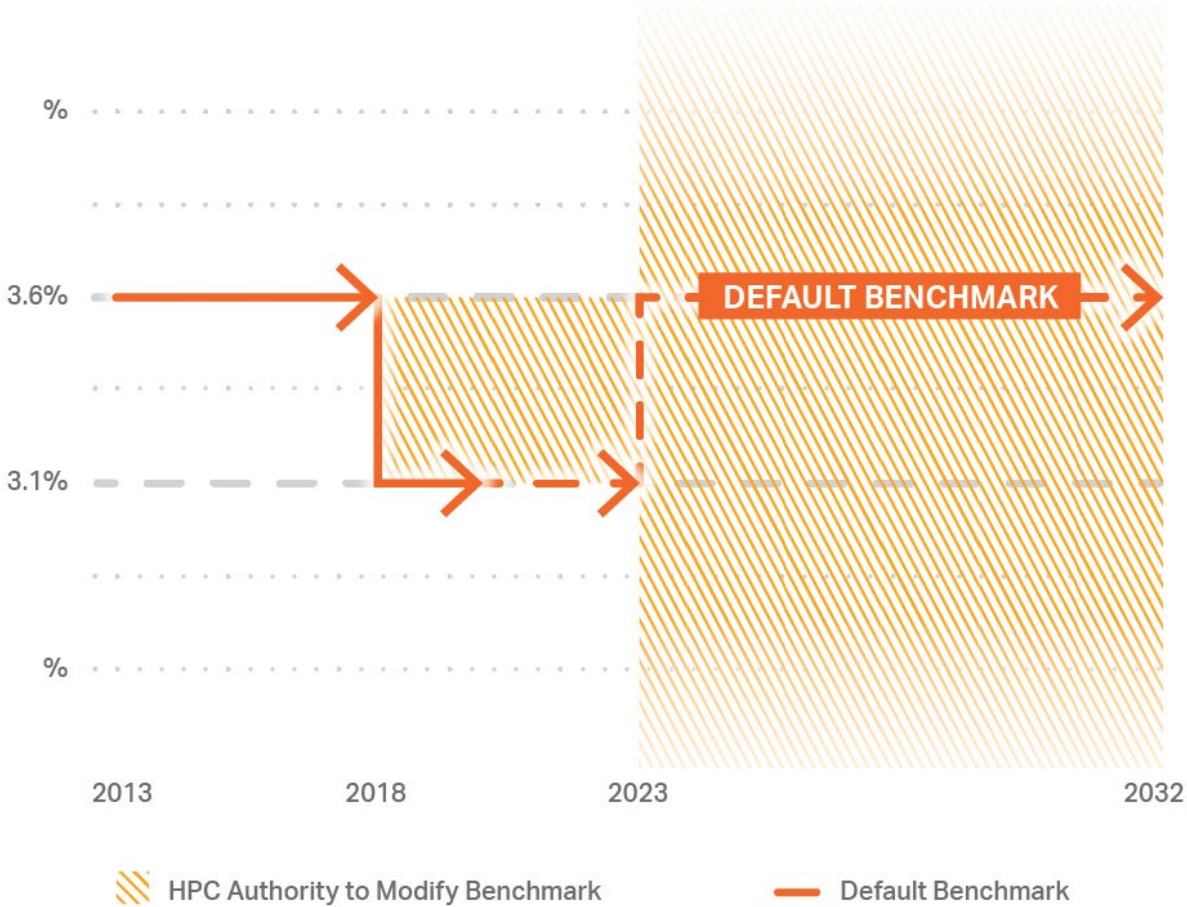 %
3.6%
DEFAULT BENCHMARK
3.1%
%
2013 2018 2023 2032
HPC Authority to Modify Benchmark Default Benchmark